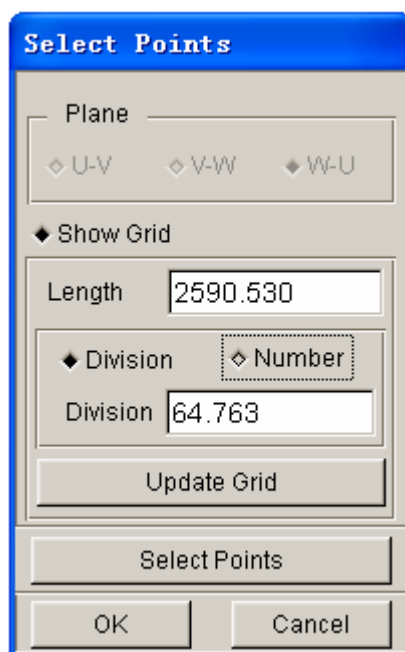 Select Points
Plane
U-V V-W W-U
Show Grid
Length 2590.530
Division Number
Division 64.763
Update Grid
Select Points
OK Cancel